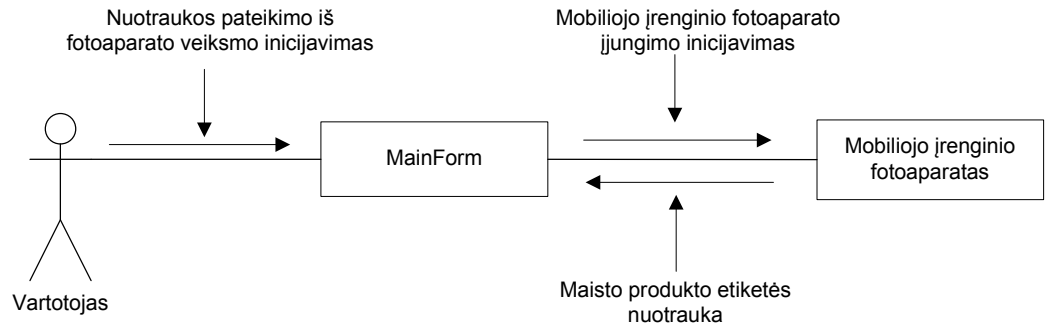 Nuotraukos pateikimo iš
fotoaparato veiksmo inicijavimas
Mobiliojo įrenginio fotoaparato
įjungimo inicijavimas
MainForm
Mobiliojo įrenginio
fotoaparatas
Vartotojas
Maisto produkto etiketės
nuotrauka